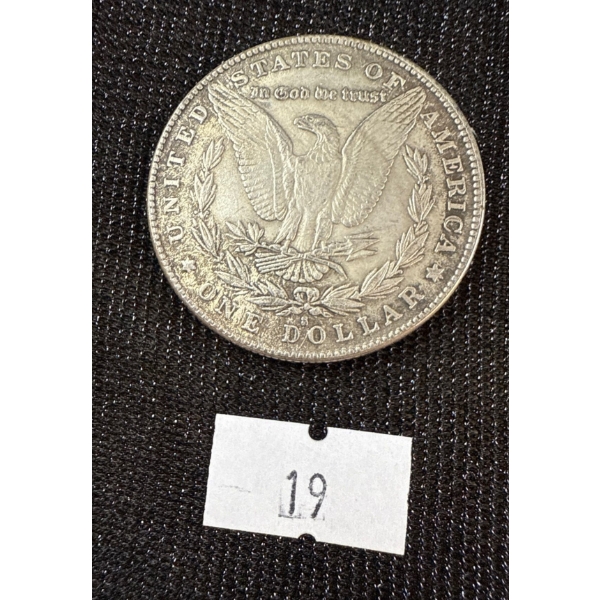 UNITED STATES OF AMERICA
In God we trust
ONE DOLLAR
19